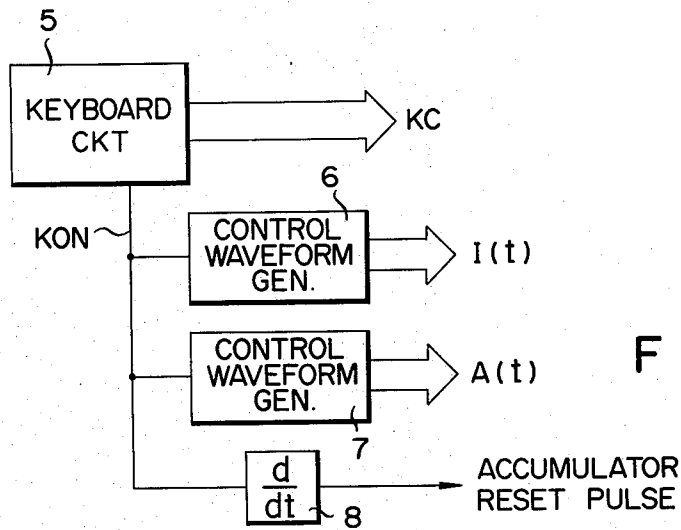 5
KEYBOARD
CKT
KC
KON
6
CONTROL
WAVEFORM
GEN.
I(t)
CONTROL
WAVEFORM
GEN.
A(t)
F
7
d
dt
8
ACCUMULATOR
RESET PULSE